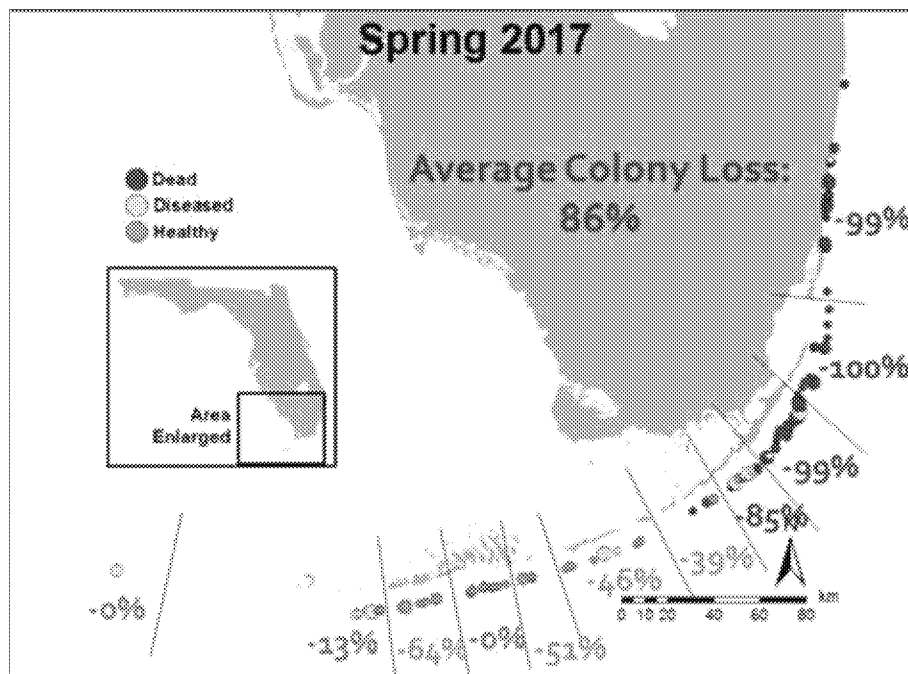 Spring 2017
Average Colony Loss:
86%
Dead
Diseased
Healthy
Area
Enlarged
-99%
-100%
-99%
-85%
-39%
-46%
-51%
-0%
-64%
-13%
-0%
km
0 10 20 40 60 80